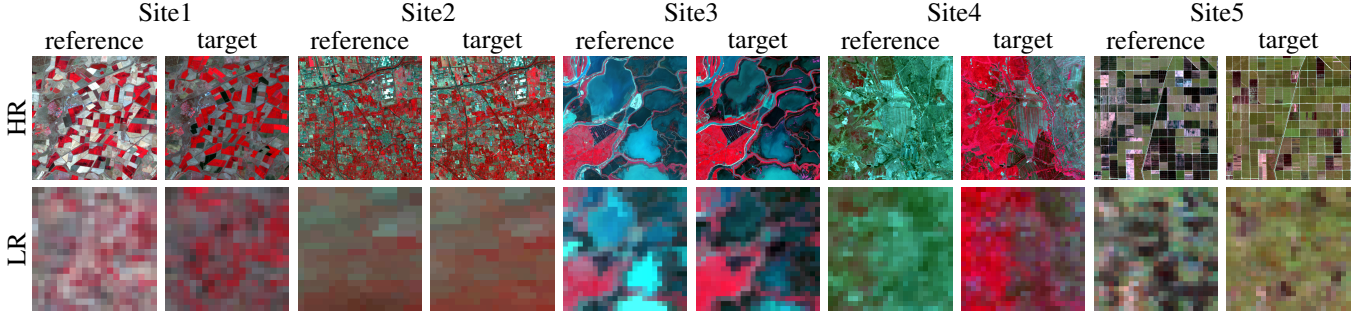 Site1 Site2 Site3 Site4 Site5
reference target reference target reference target reference target reference target
HR
LR